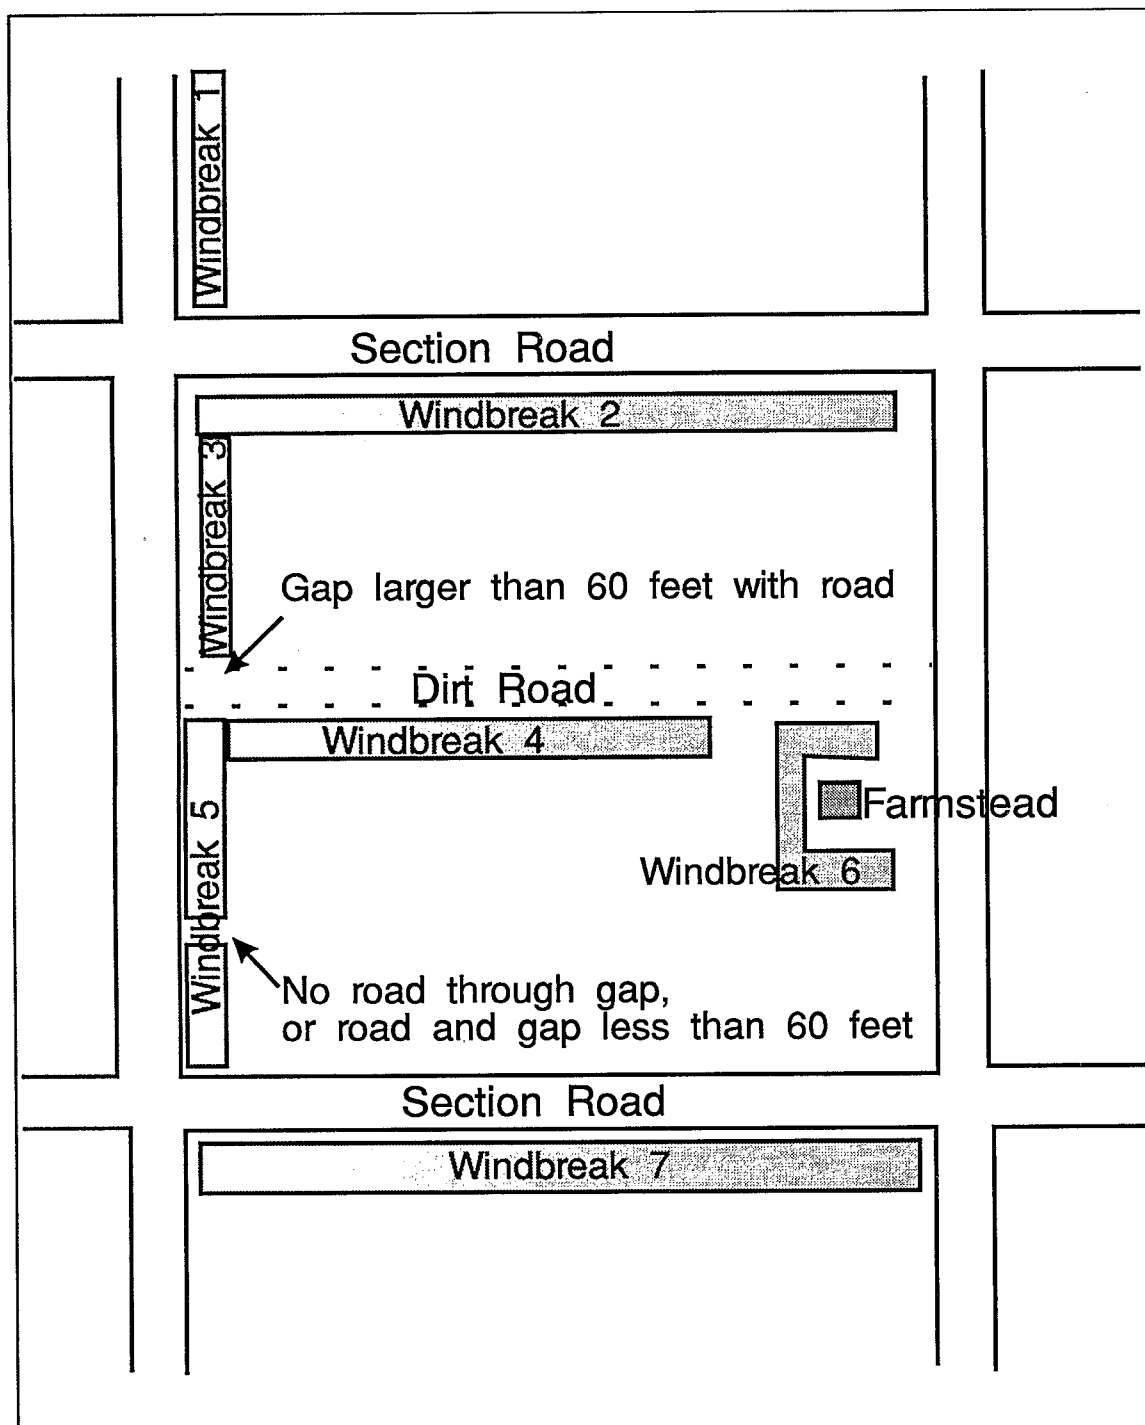 Windbreak 1
Section Road
Windbreak 2
Windbreak 3
Gap larger than 60 feet with road
Dirt Road
Windbreak 4
Windbreak 5
Farmstead
Windbreak 6
No road through gap,
or road and gap less than 60 feet
Section Road
Windbreak 7